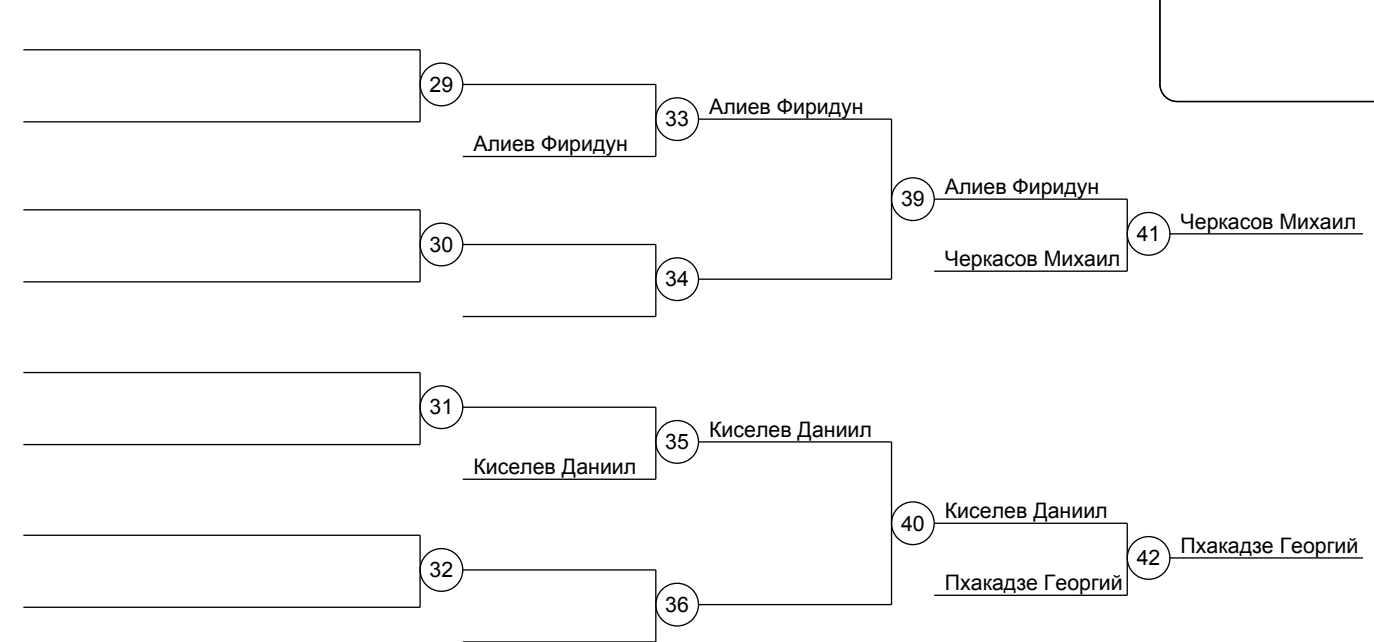 29
Алиев Фиридун
33
Алиев Фиридун
39
Алиев Фиридун
Черкасов Михаил
41
Черкасов Михаил
30
34
31
Киселев Даниил
35
Киселев Даниил
40
Киселев Даниил
Пхакадзе Георгий
42
Пхакадзе Георгий
32
36